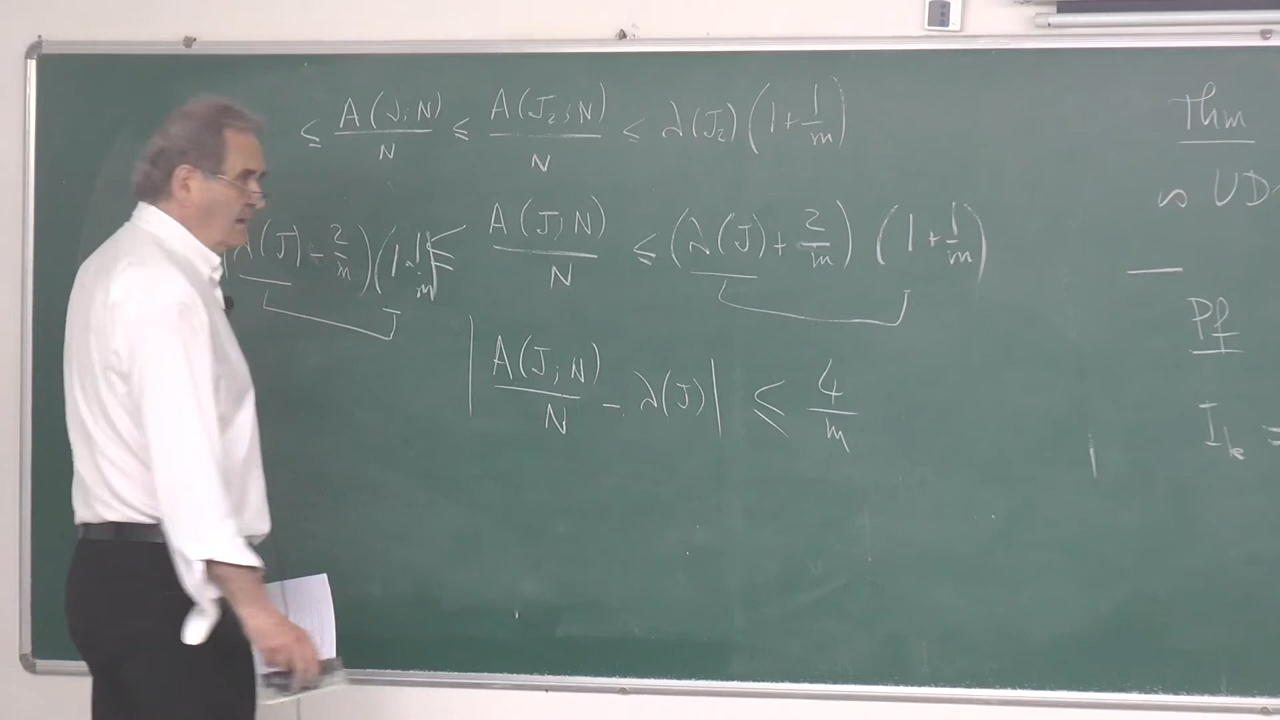 ≤ A(J;N)/N ≤ A(J₂;N)/N ≤ λ(J₂)(1+1/m)
λ(J) - 2/m)(1-1/m) ≤ A(J;N)/N ≤ (λ(J)+2/m)(1+1/m)
|A(J;N)/N - λ(J)| ≤ 4/m
Thm
UD
Pf
I_k =